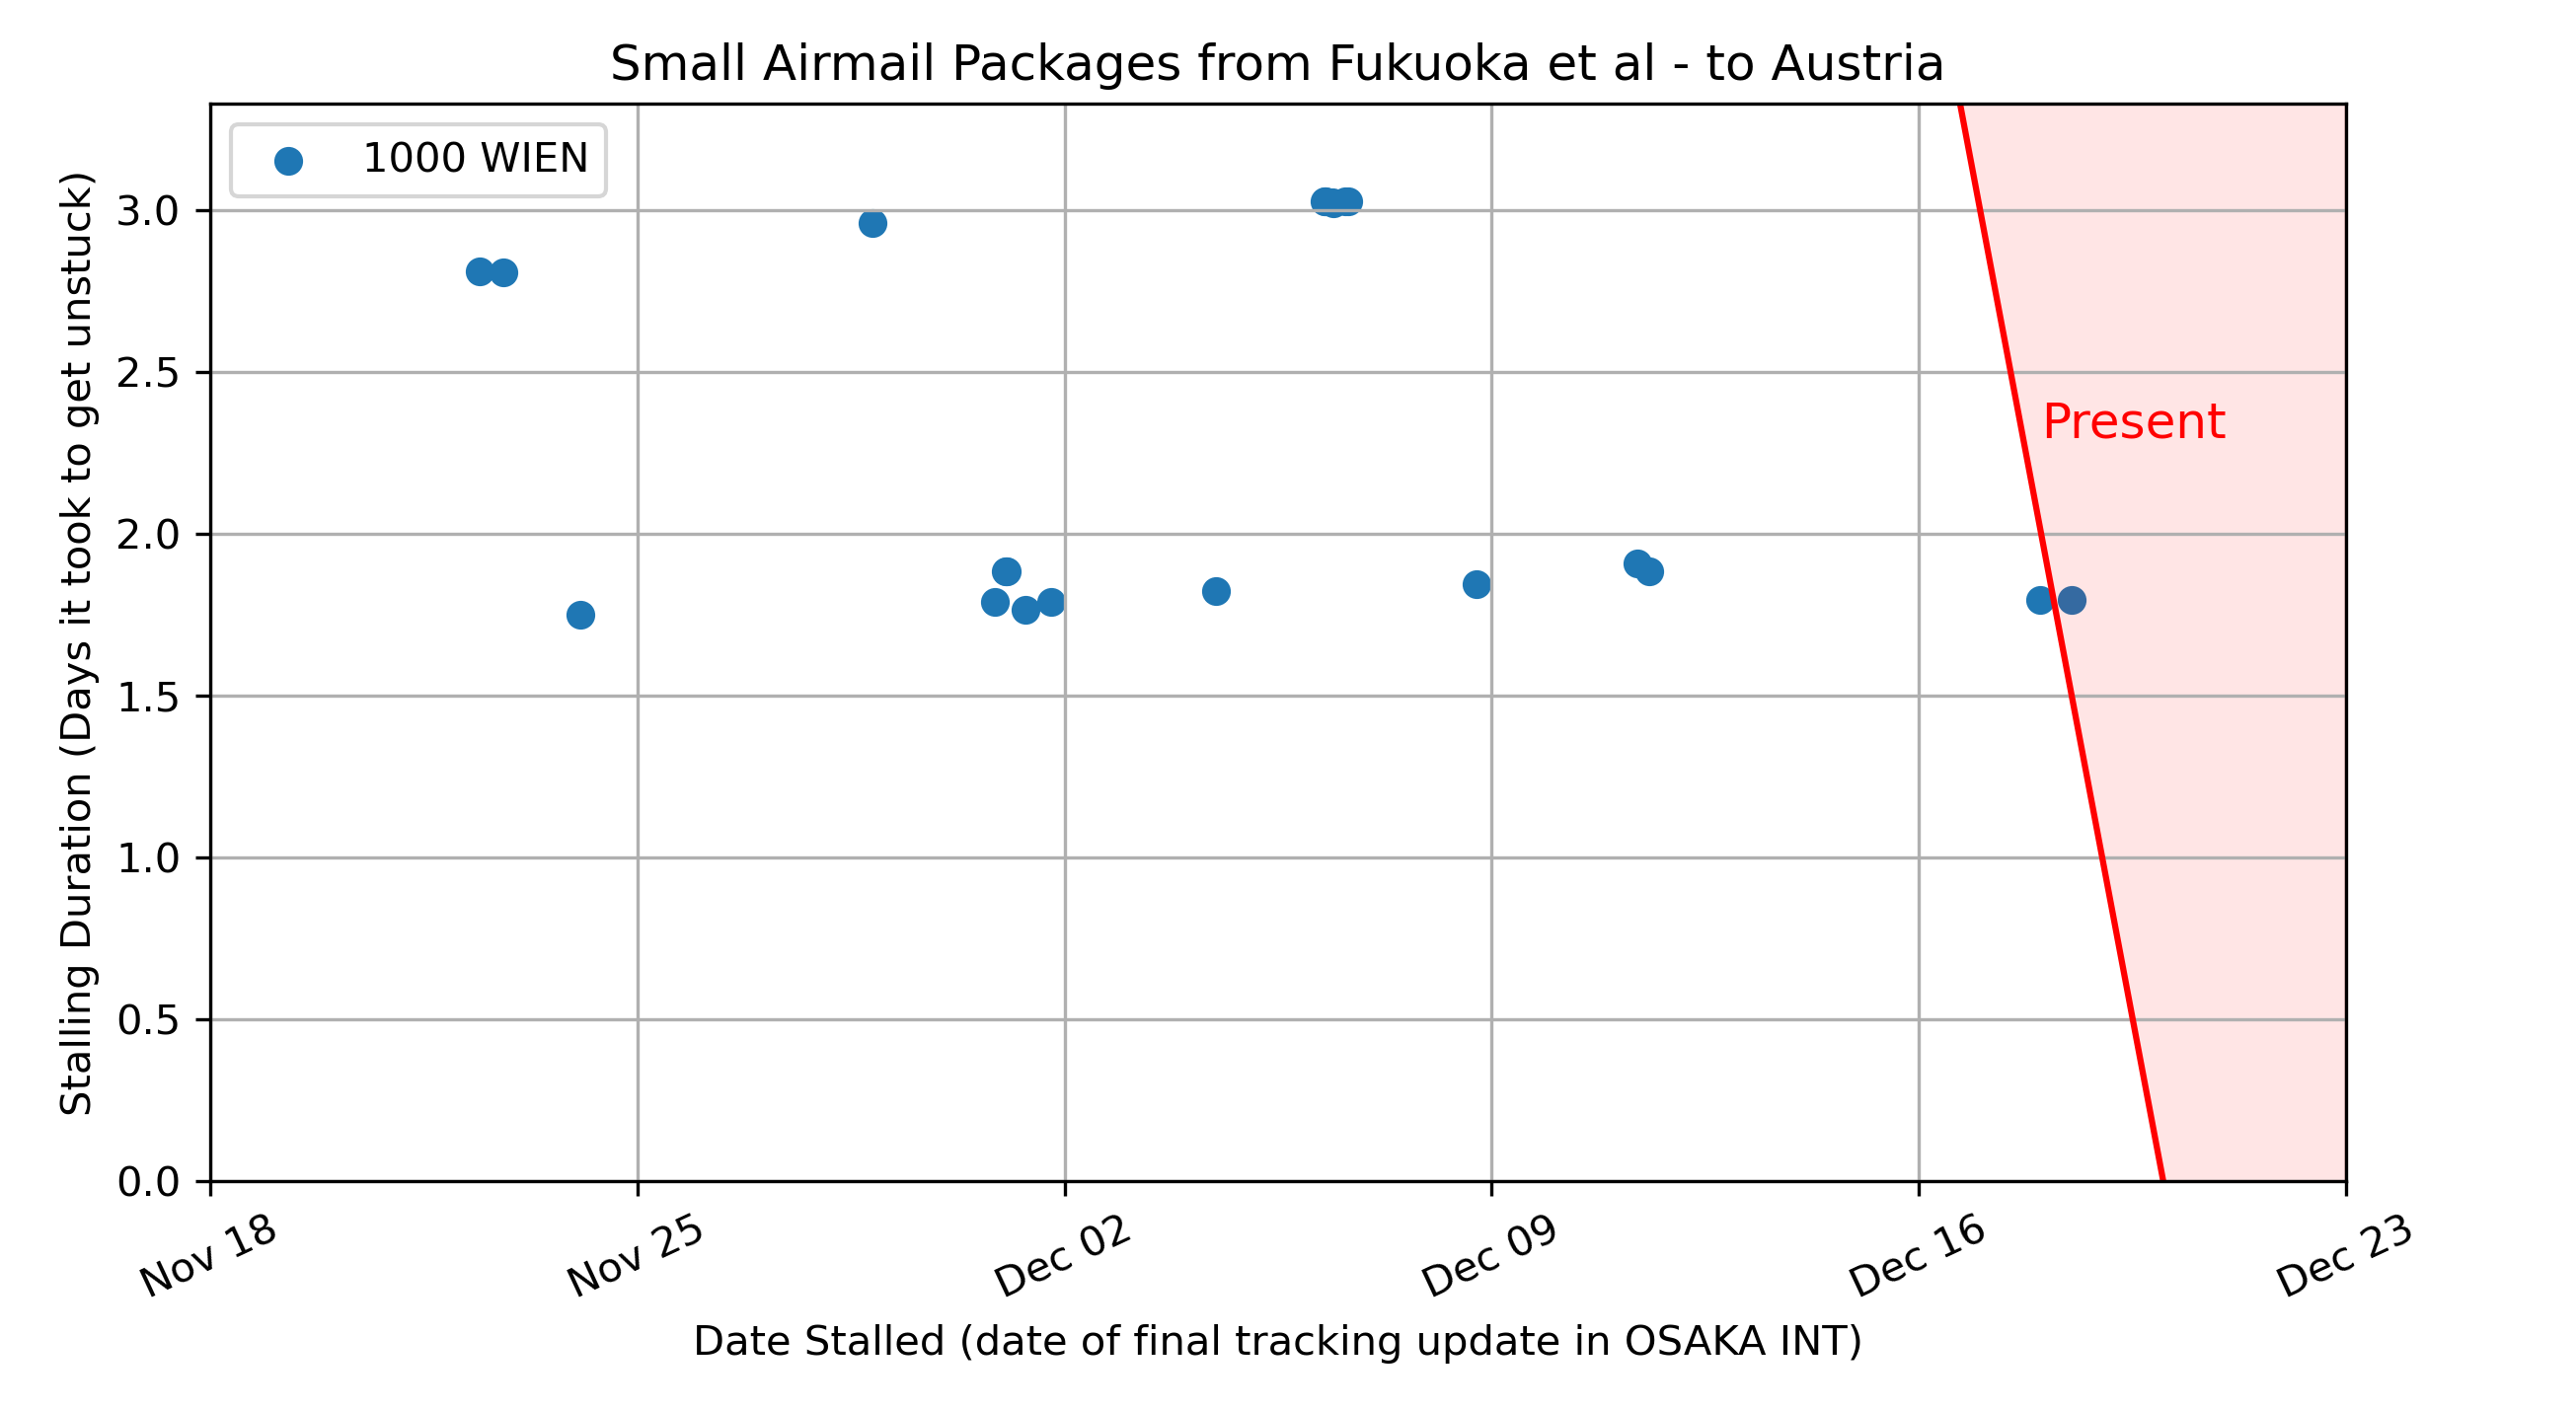 Small Airmail Packages from Fukuoka et al - to Austria
1000 WIEN
Stalling Duration (Days it took to get unstuck)
3.0
2.5
2.0
1.5
1.0
0.5
0.0
Present
Nov 18
Nov 25
Dec 02
Dec 09
Dec 16
Dec 23
Date Stalled (date of final tracking update in OSAKA INT)